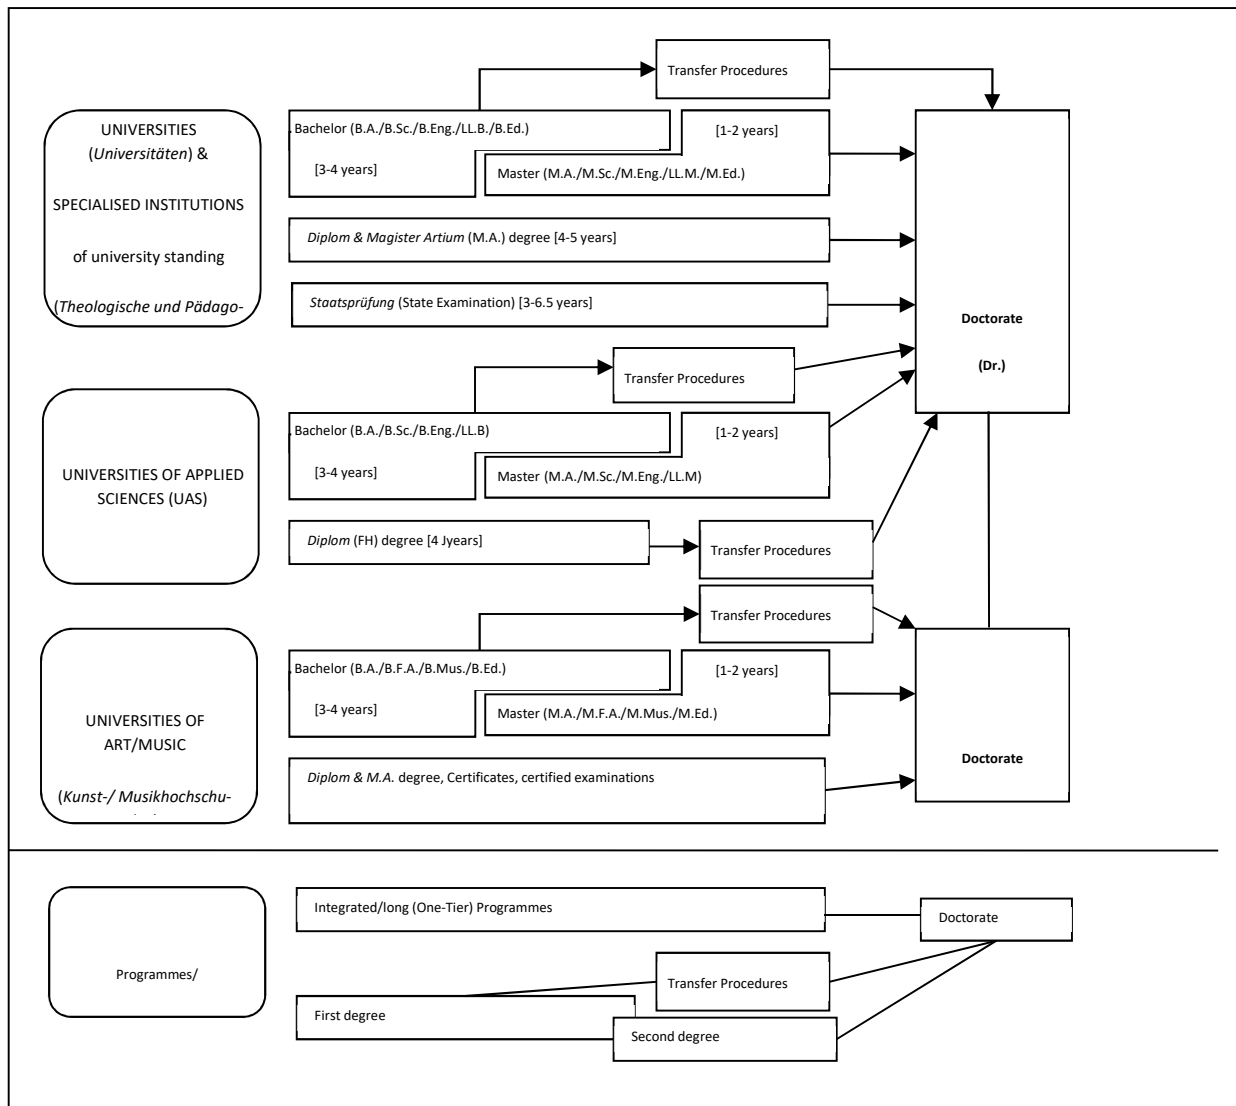 Transfer Procedures
UNIVERSITIES
(Universitäten) &
SPECIALISED INSTITUTIONS
of university standing
(Theologische und Pädago-
. Bachelor (B.A./B.Sc./B.Eng./LL.B./B.Ed.)
[3-4 years]
[1-2 years]
Master (M.A./M.Sc./M.Eng./LL.M./M.Ed.)
Diplom & Magister Artium (M.A.) degree [4-5 years]
Staatsprüfung (State Examination) [3-6.5 years]
Doctorate
(Dr.)
Transfer Procedures
UNIVERSITIES OF APPLIED
SCIENCES (UAS)
. Bachelor (B.A./B.Sc./B.Eng./LL.B)
[3-4 years]
[1-2 years]
Master (M.A./M.Sc./M.Eng./LL.M)
Diplom (FH) degree [4 Jyears]
Transfer Procedures
Transfer Procedures
UNIVERSITIES OF
ART/MUSIC
(Kunst-/ Musikhochschu-
. Bachelor (B.A./B.F.A./B.Mus./B.Ed.)
[3-4 years]
[1-2 years]
Master (M.A./M.F.A./M.Mus./M.Ed.)
Diplom & M.A. degree, Certificates, certified examinations
Doctorate
Programmes/
Integrated/long (One-Tier) Programmes
Doctorate
Transfer Procedures
First degree
Second degree